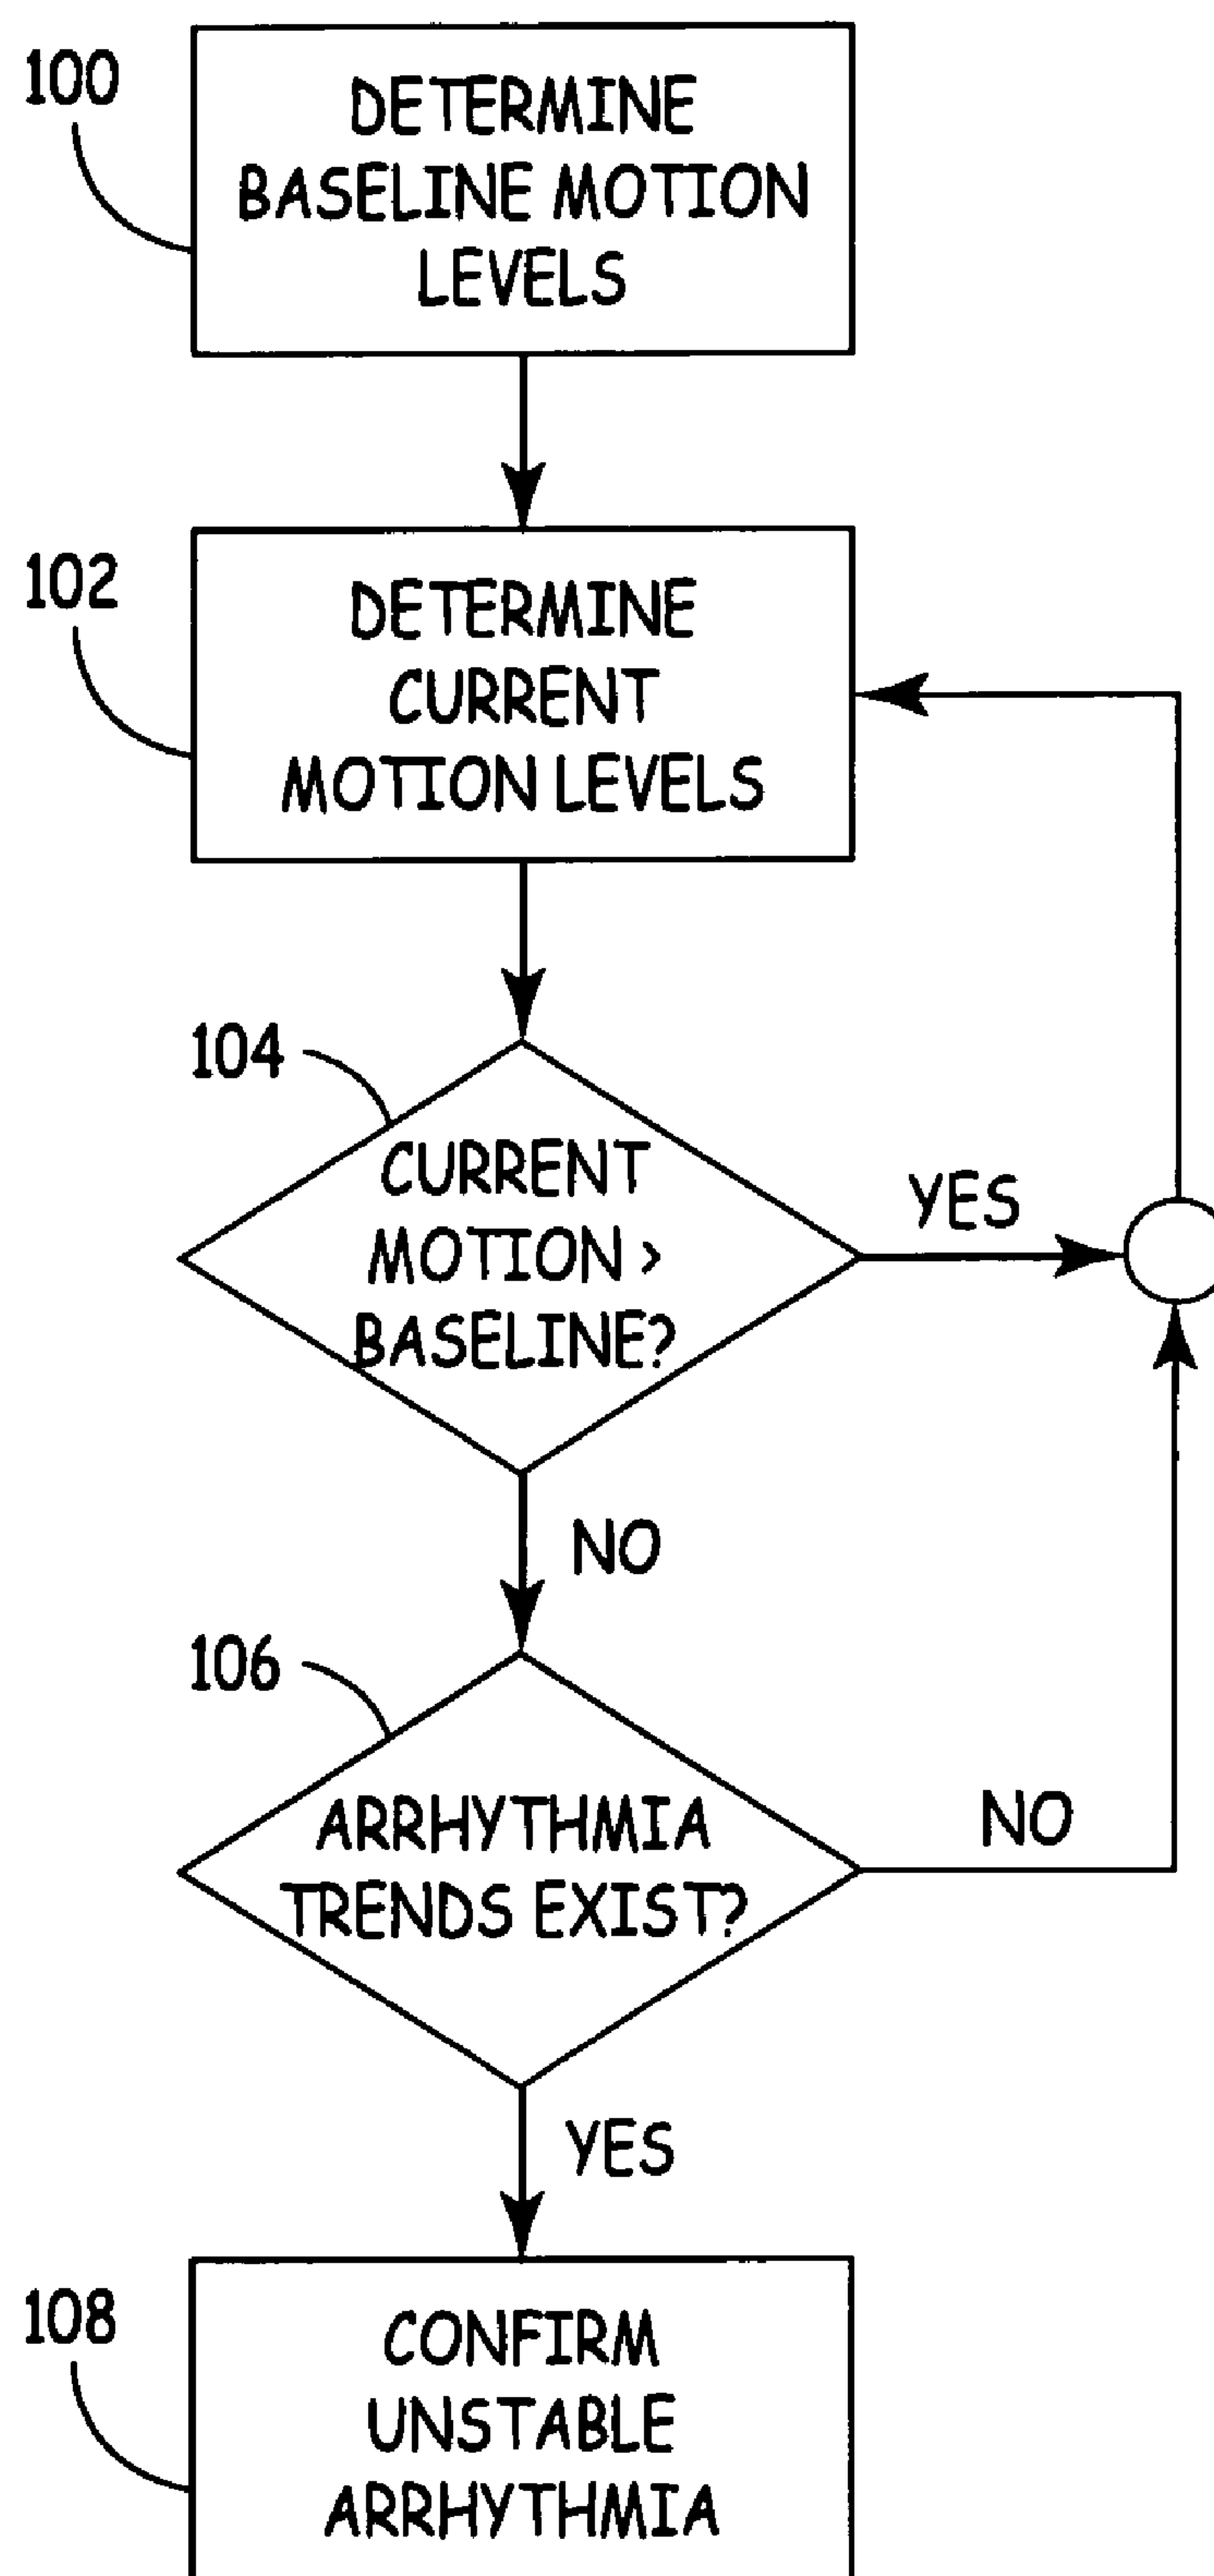 100
DETERMINE
BASELINE MOTION
LEVELS
102
DETERMINE
CURRENT
MOTION LEVELS
104
CURRENT
MOTION >
BASELINE?
YES
NO
106
ARRHYTHMIA
TRENDS EXIST?
NO
YES
108
CONFIRM
UNSTABLE
ARRHYTHMIA